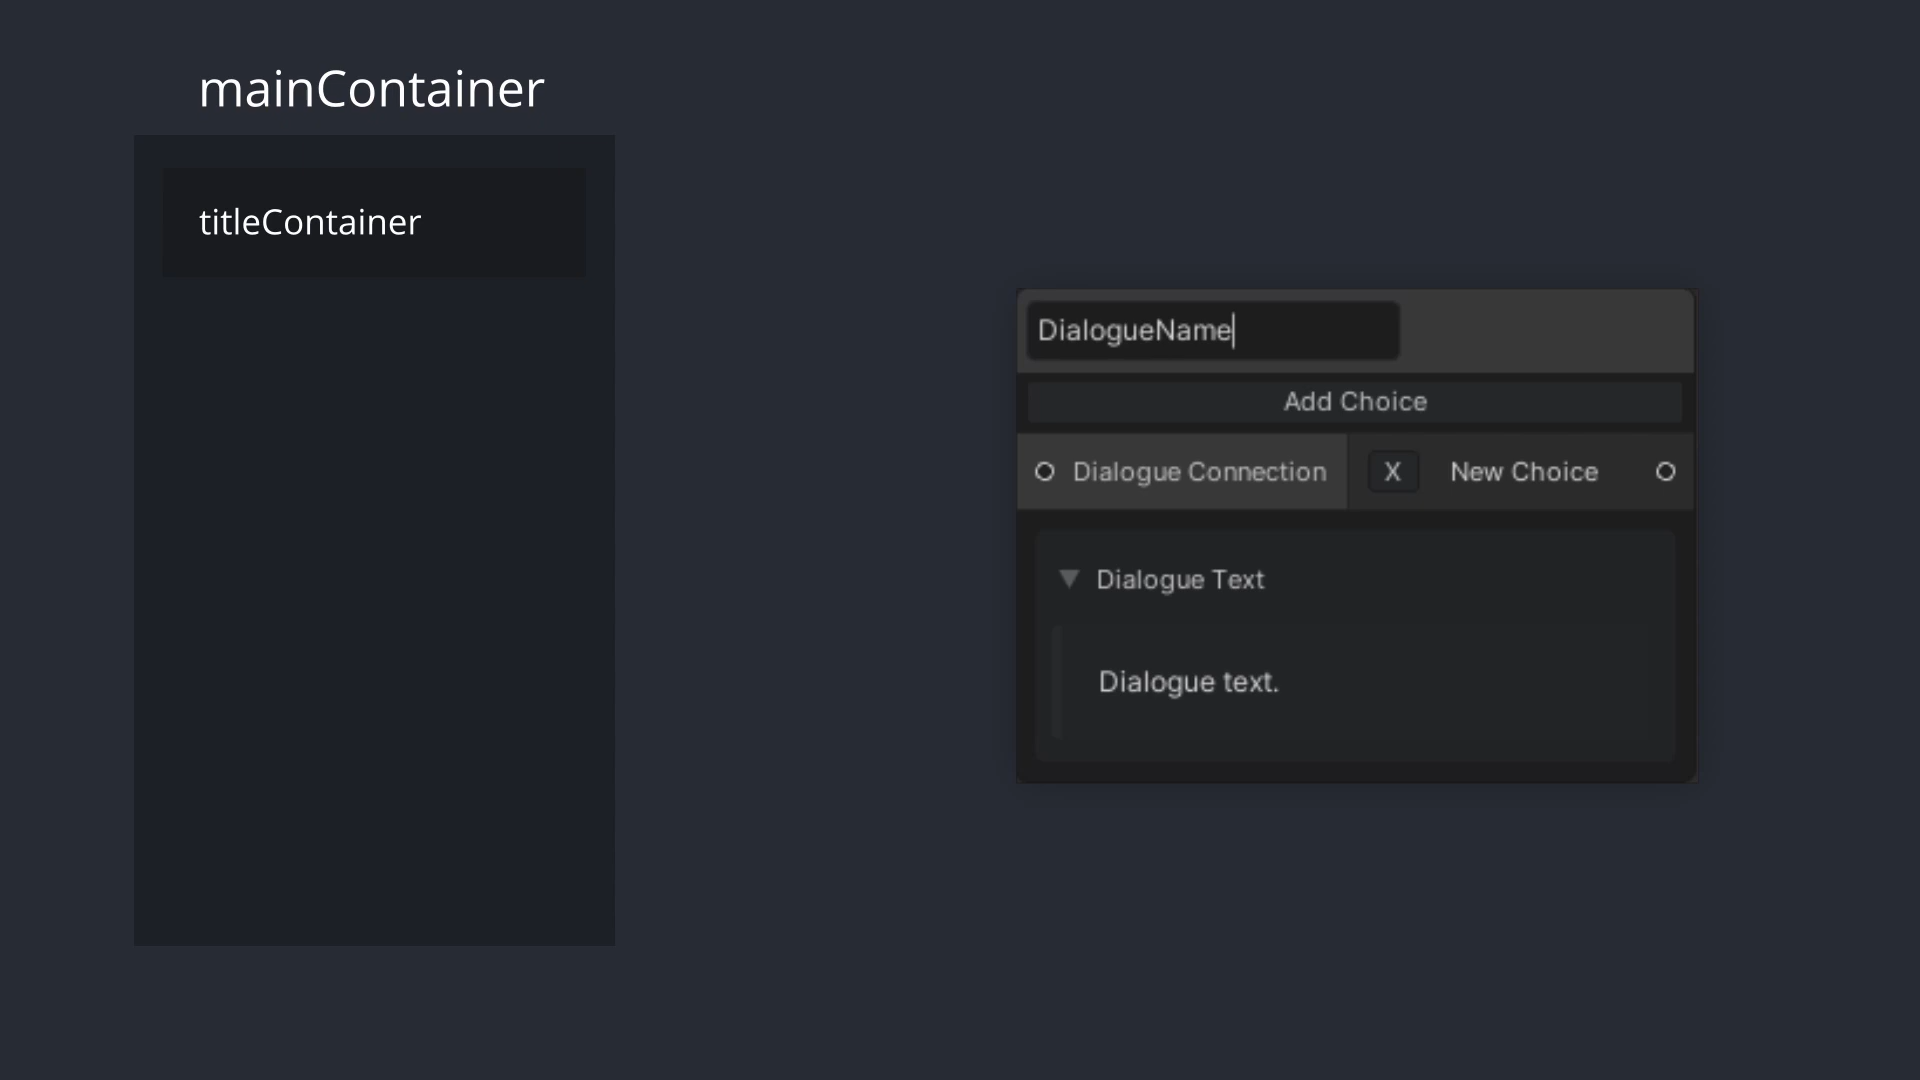 mainContainer
titleContainer
DialogueName
Add Choice
Dialogue Connection X New Choice
Dialogue Text
Dialogue text.